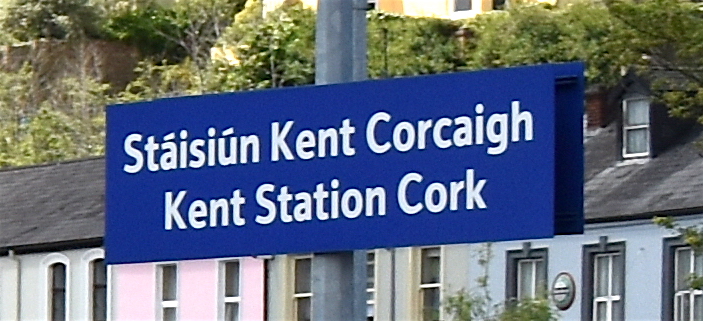 Stáisiún Kent Corcaigh
Kent Station Cork